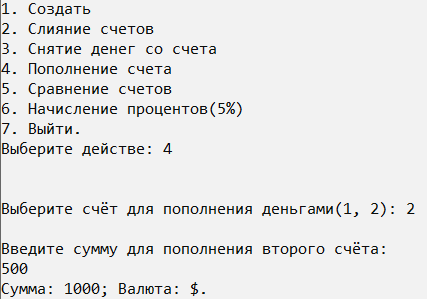 1. Создать
2. Слияние счетов
3. Снятие денег со счета
4. Пополнение счета
5. Сравнение счетов
6. Начисление процентов(5%)
7. Выйти.
Выберите действе: 4
Выберите счёт для пополнения деньгами(1, 2): 2
Введите сумму для пополнения второго счёта:
500
Сумма: 1000; Валюта: $.